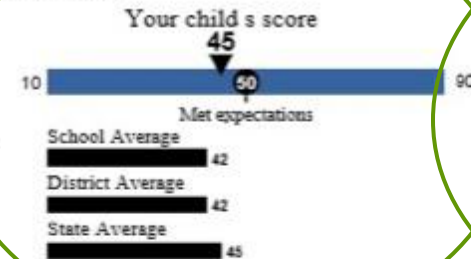 Your child s score
45
10 50 90
Met expectations
School Average
42
District Average
42
State Average
45